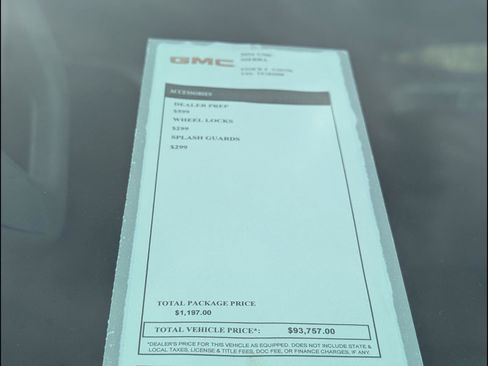 GMC
SIERRA
ACCESSORIES
DEALER PREP
$599
WHEEL LOCKS
$299
SPLASH GUARDS
$299
TOTAL PACKAGE PRICE
$1,197.00
TOTAL VEHICLE PRICE*: $93,757.00
*DEALER'S PRICE FOR THIS VEHICLE AS EQUIPPED. DOES NOT INCLUDE STATE &
LOCAL TAXES, LICENSE & TITLE FEES, DOC FEE, OR FINANCE CHARGES, IF ANY.